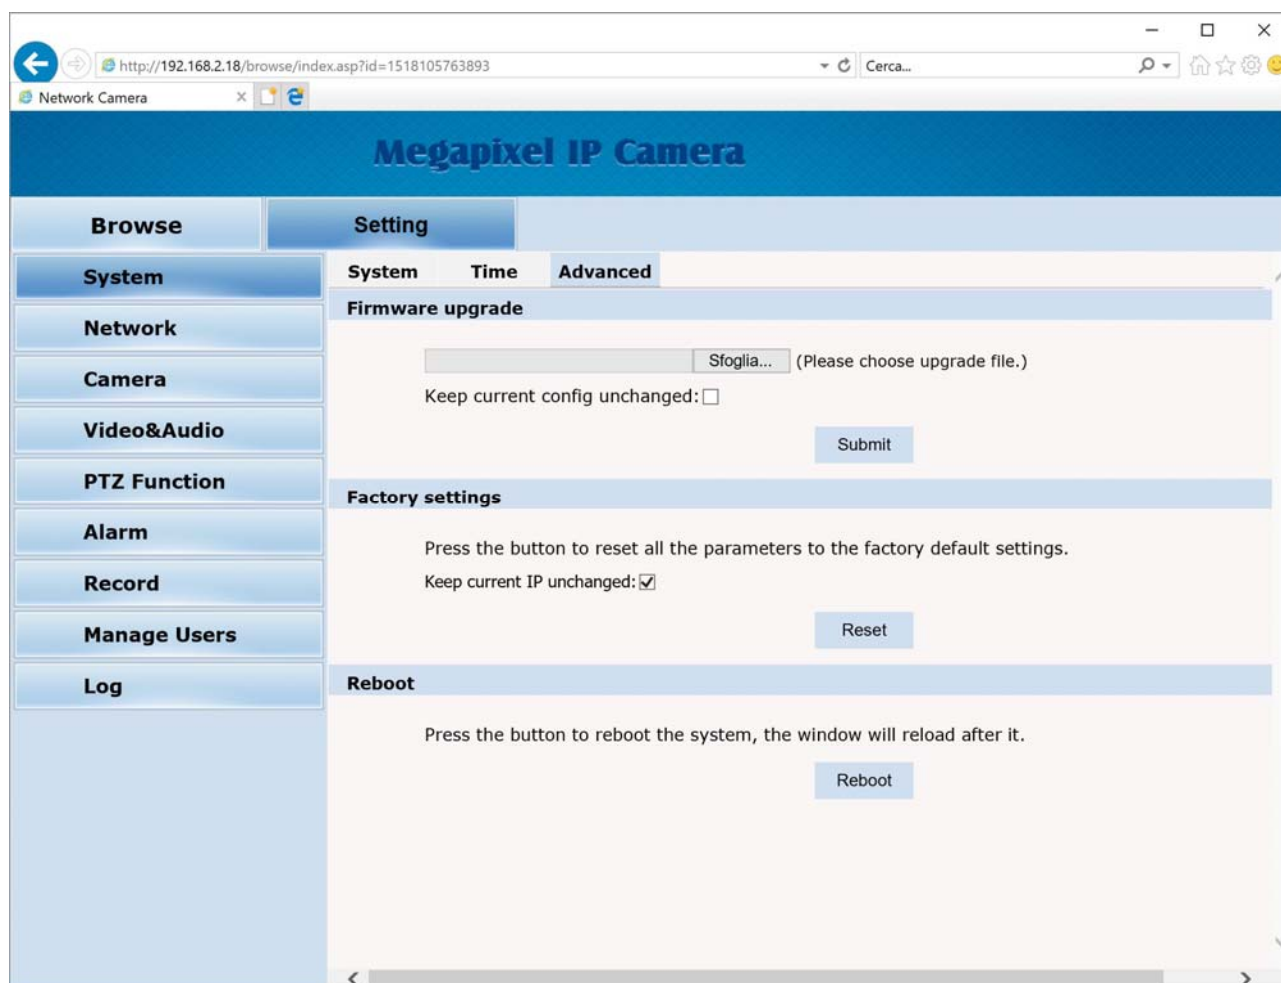 http://192.168.2.18/browse/index.asp?id=1518105763893
Cerca...
Network Camera
Megapixel IP Camera
Browse
Setting
System
Network
Camera
Video&Audio
PTZ Function
Alarm
Record
Manage Users
Log
System Time Advanced
Firmware upgrade
Sfoglia... (Please choose upgrade file.)
Keep current config unchanged:
Submit
Factory settings
Press the button to reset all the parameters to the factory default settings.
Keep current IP unchanged:
Reset
Reboot
Press the button to reboot the system, the window will reload after it.
Reboot